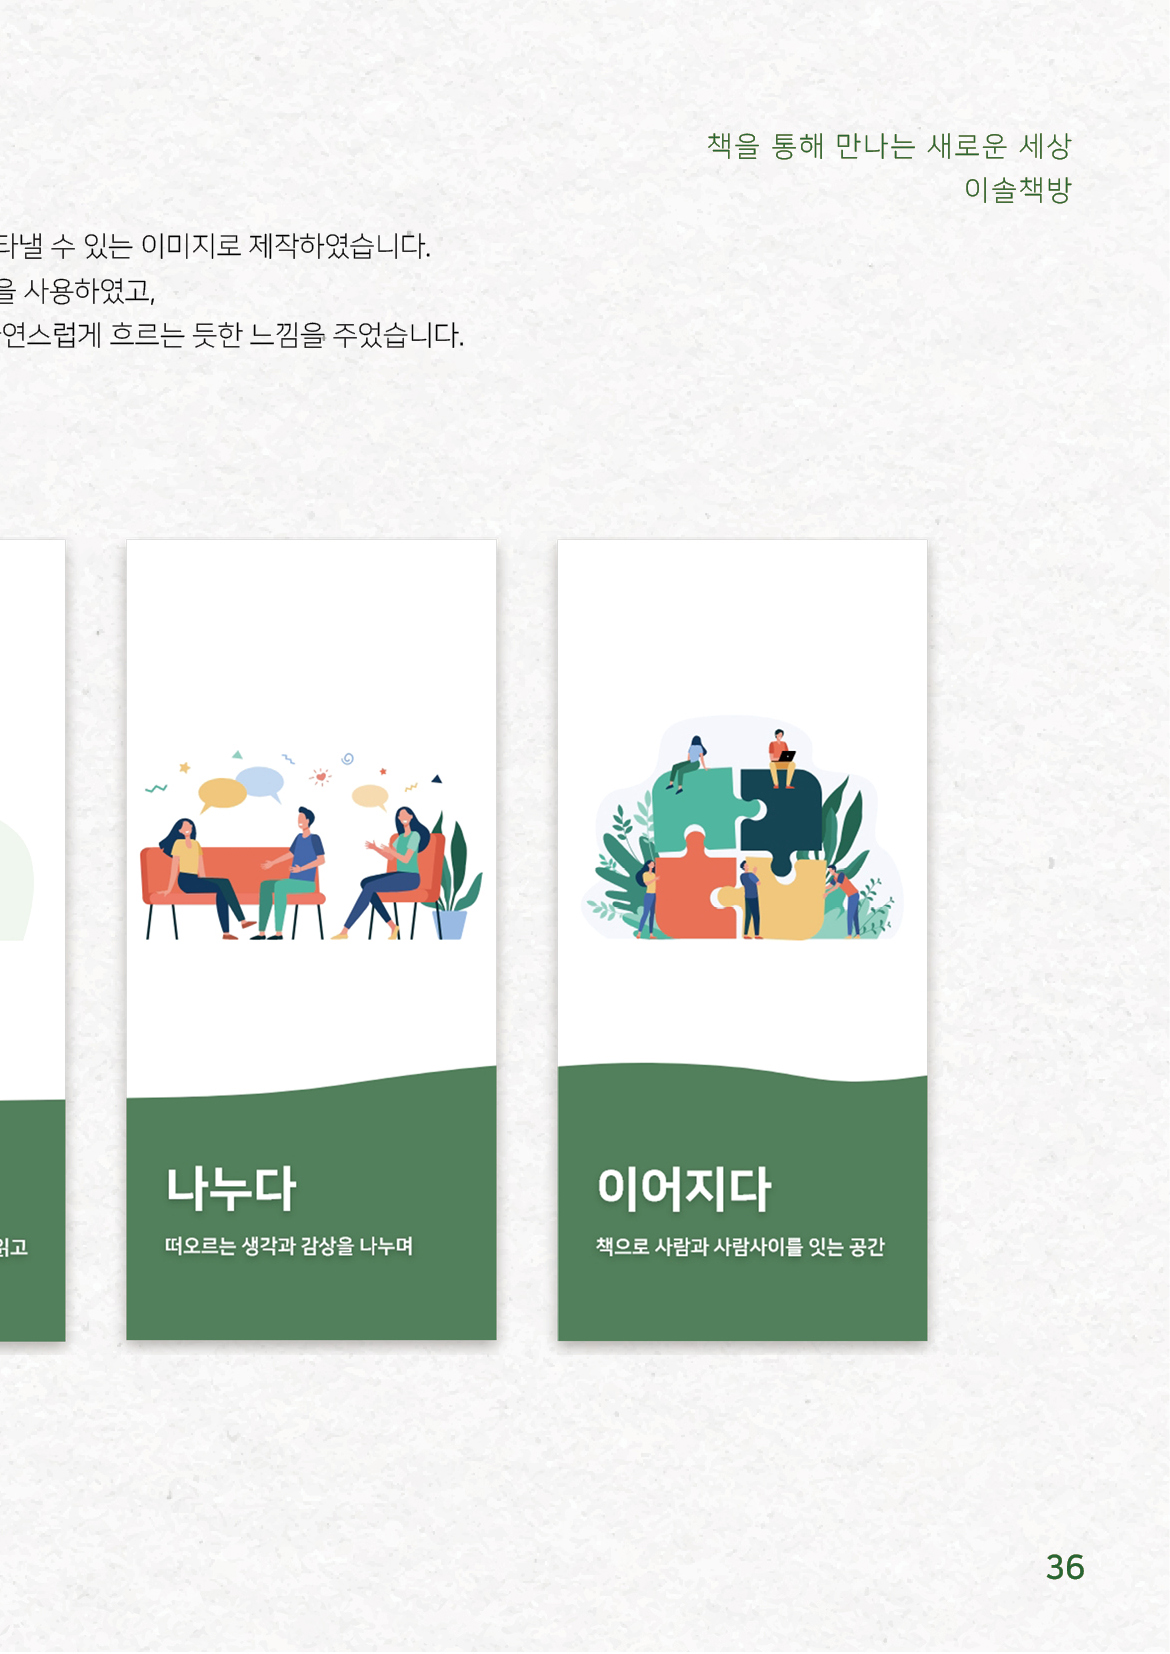 책을 통해 만나는 새로운 세상
이솔책방
타낼 수 있는 이미지로 제작하였습니다.
을 사용하였고,
연스럽게 흐르는 듯한 느낌을 주었습니다.
읽고
나누다
떠오르는 생각과 감상을 나누며
이어지다
책으로 사람과 사람사이를 잇는 공간
36